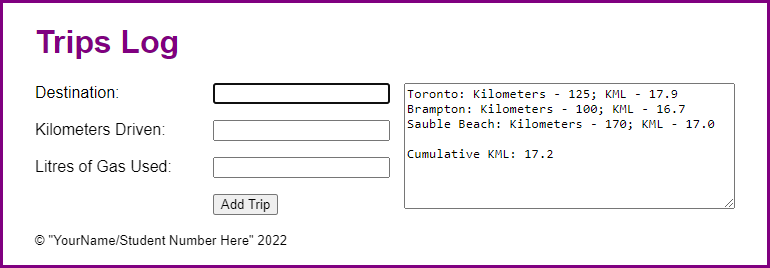 Trips Log
Destination:
Kilometers Driven:
Litres of Gas Used:
Add Trip
Toronto: Kilometers - 125; KML - 17.9
Brampton: Kilometers - 100; KML - 16.7
Sauble Beach: Kilometers - 170; KML - 17.0
Cumulative KML: 17.2
© "YourName/Student Number Here" 2022